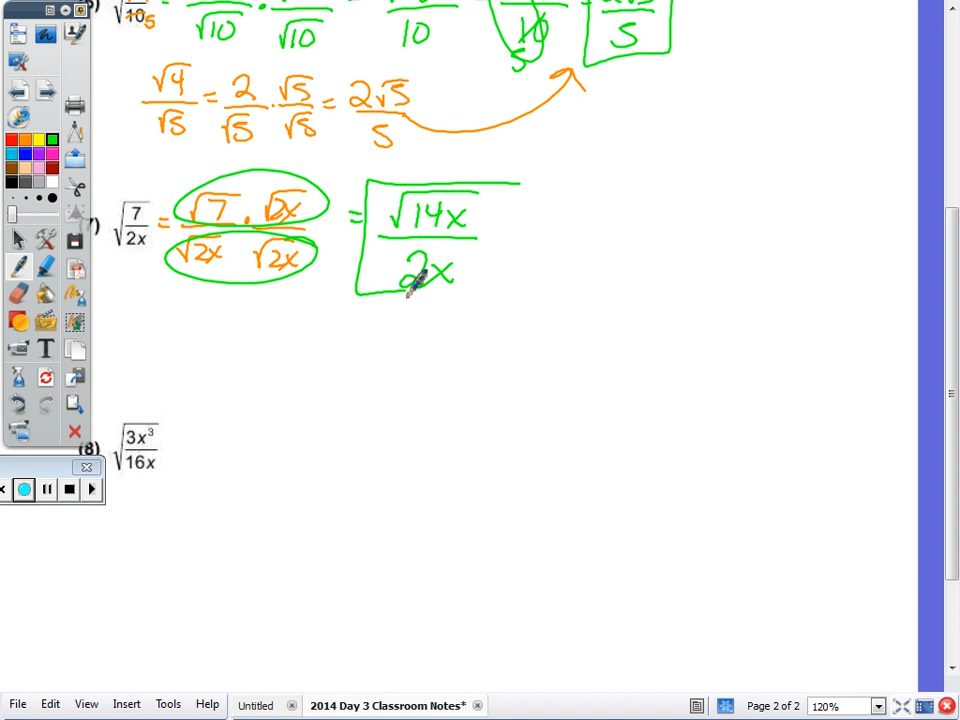 √10 5 √10 · √10 = 10 10 5 5
√4/√5 = 2/√5 · √5/√5 = 2√5/5
(7) √(7/2x) = √7/√2x · √2x/√2x = √14x/2x
(8) √(3x³/16x)
File Edit View Insert Tools Help Untitled 2014 Day 3 Classroom Notes* Page 2 of 2 120%